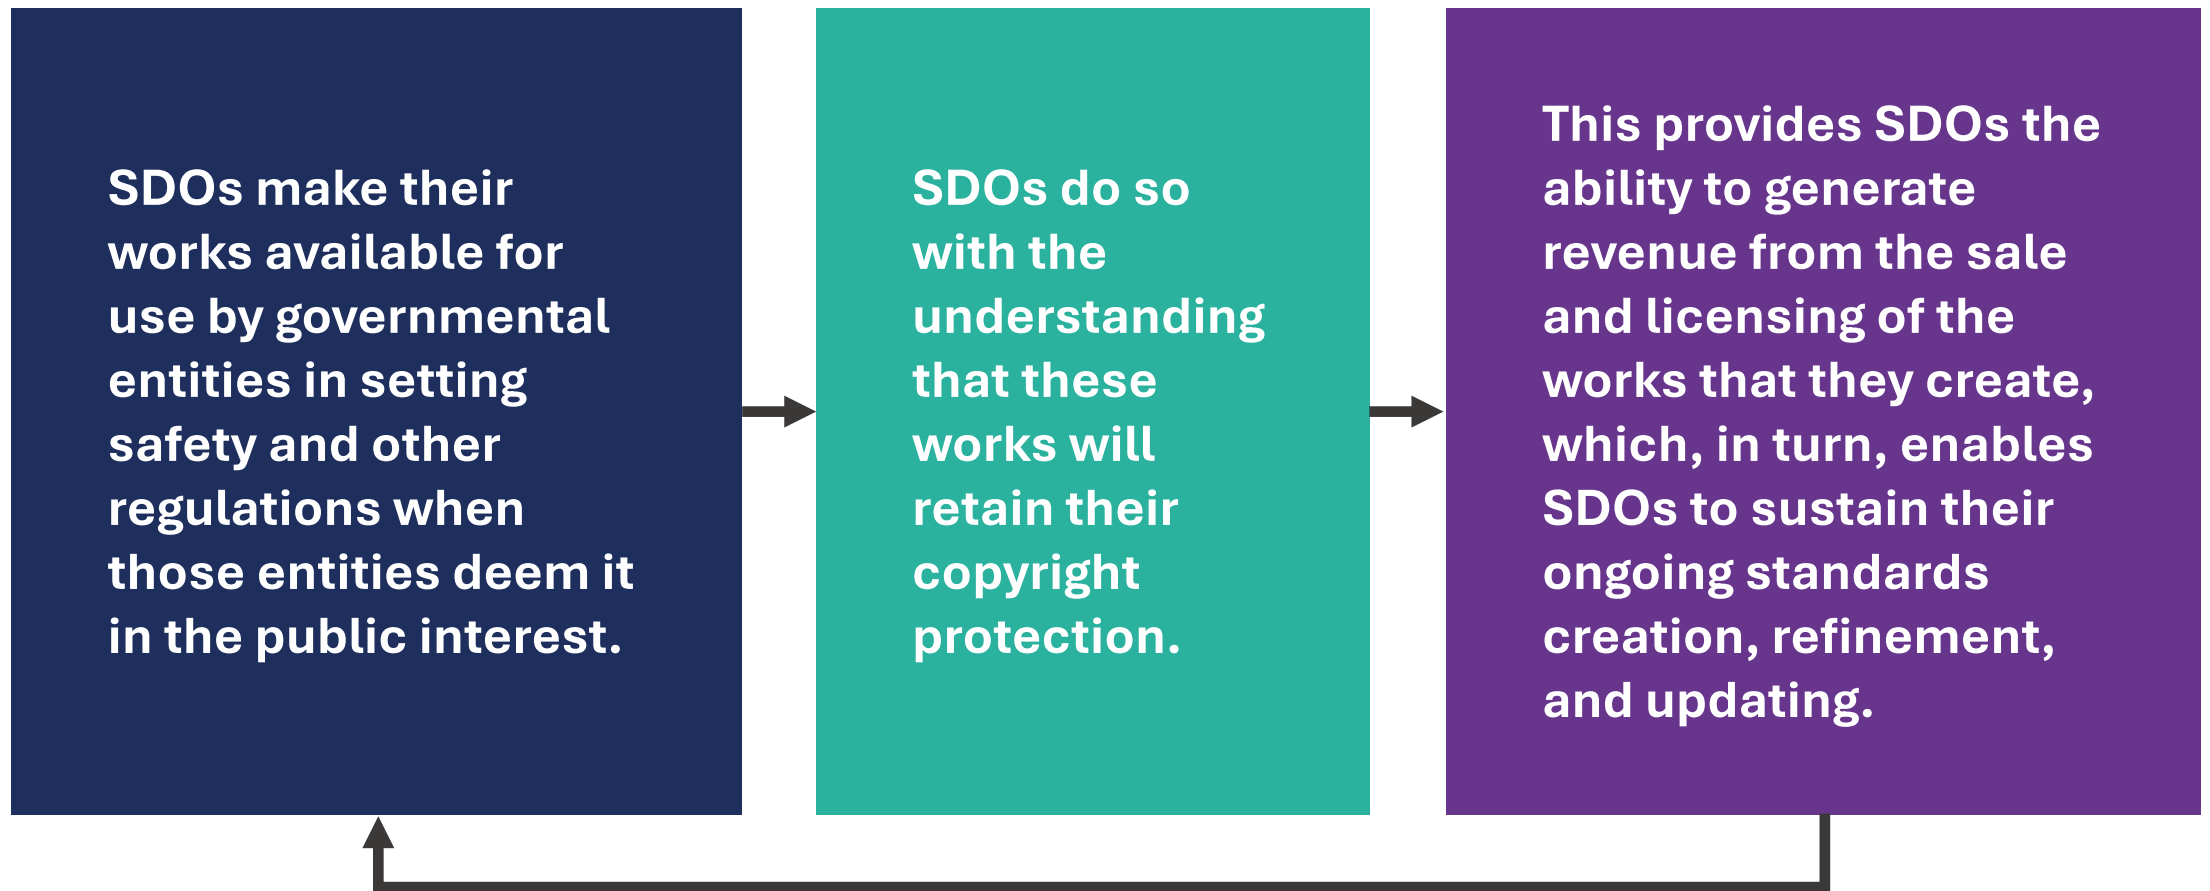 SDOs make their
works available for
use by governmental
entities in setting
safety and other
regulations when
those entities deem it
in the public interest.
SDOs do so
with the
understanding
that these
works will
retain their
copyright
protection.
This provides SDOs the
ability to generate
revenue from the sale
and licensing of the
works that they create,
which, in turn, enables
SDOs to sustain their
ongoing standards
creation, refinement,
and updating.